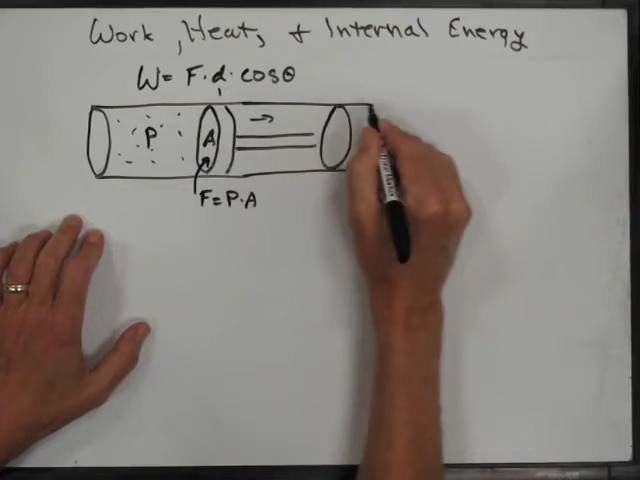 Work, Heat, + Internal Energy
W= F·d·cosθ
P A
F=P·A